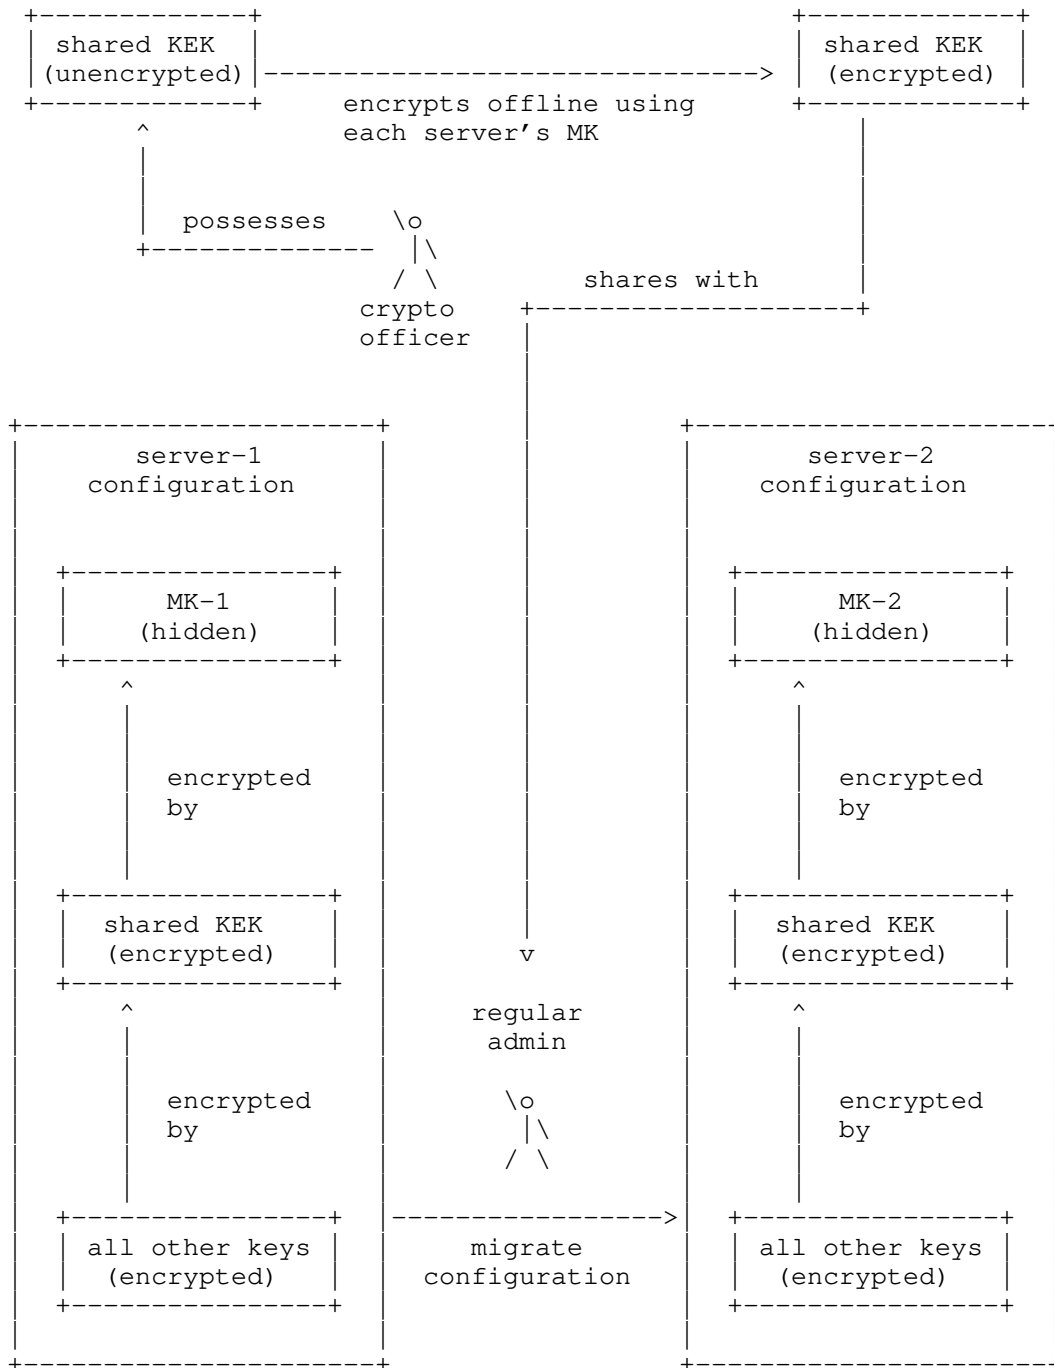 shared KEK
(unencrypted)
shared KEK
(encrypted)
encrypts offline using
each server's MK
possesses
crypto
officer
shares with
server-1
configuration
server-2
configuration
MK-1
(hidden)
MK-2
(hidden)
encrypted
by
encrypted
by
shared KEK
(encrypted)
shared KEK
(encrypted)
regular
admin
encrypted
by
encrypted
by
all other keys
(encrypted)
migrate
configuration
all other keys
(encrypted)